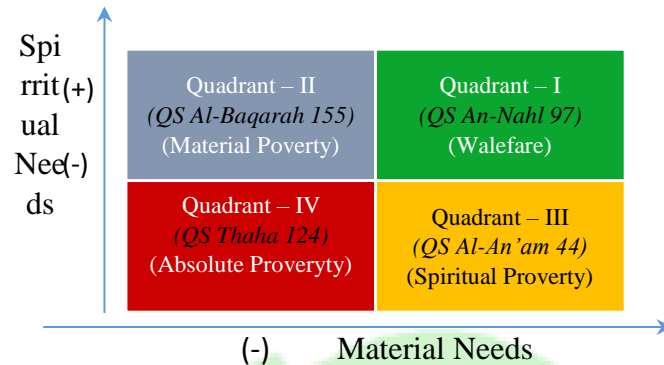 Spi
rrit
ual
Nee
ds
(+)
(-)
Quadrant – II
(QS Al-Baqarah 155)
(Material Poverty)
Quadrant – I
(QS An-Nahl 97)
(Walefare)
Quadrant – IV
(QS Thaha 124)
(Absolute Proveryty)
Quadrant – III
(QS Al-An’am 44)
(Spiritual Proverty)
(-) Material Needs